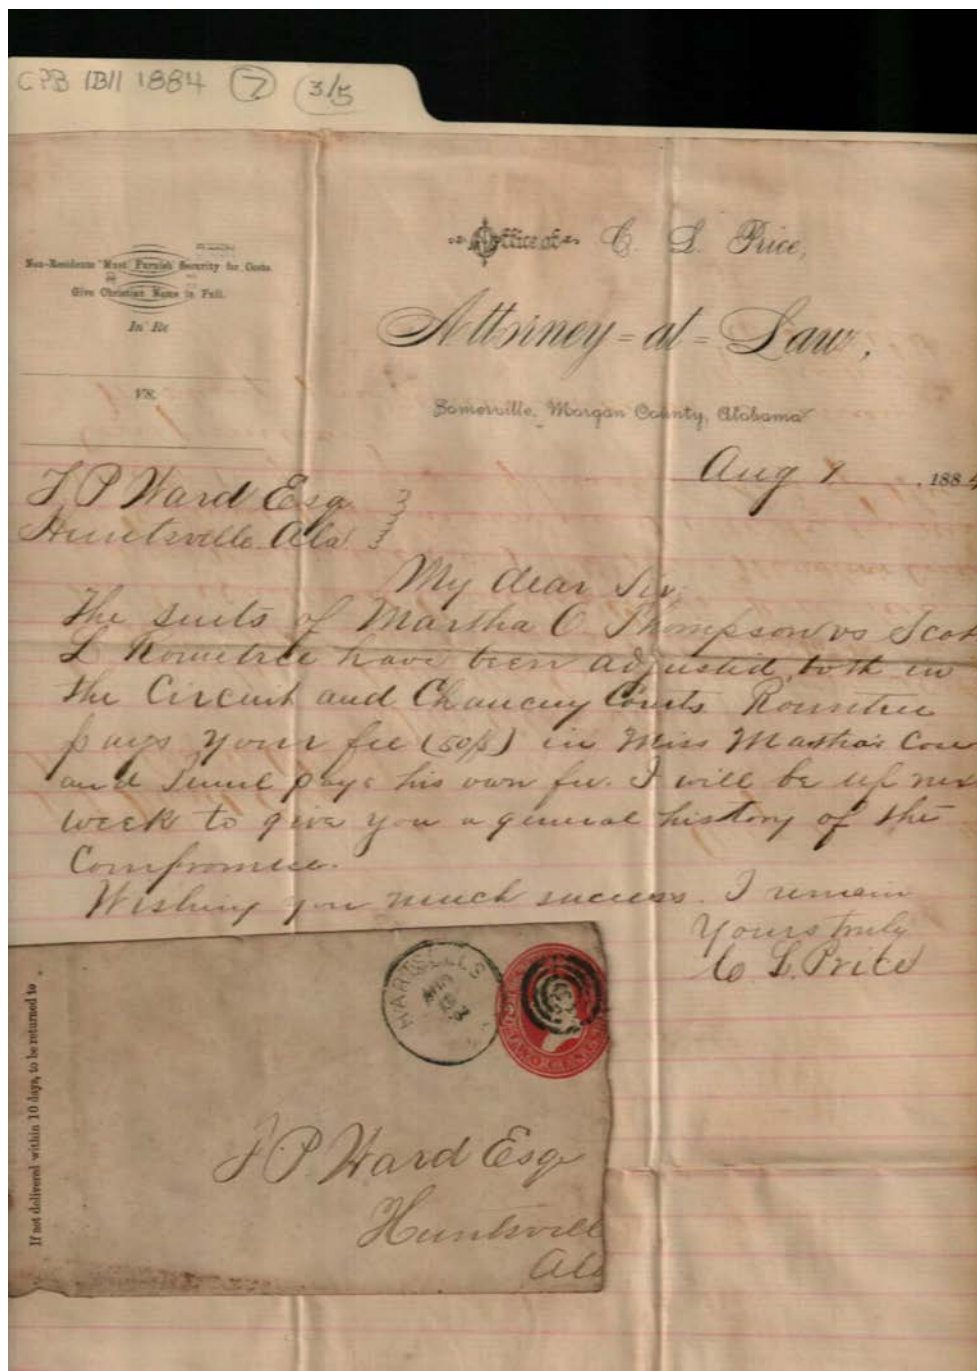 CPB IBII 1884 7 3/5
Office of C. L. Price,
Non-Residents Must Furnish Security for Costs
Give Christian Name in Full.
In Re
Attorney=at=Law,
VS.
Somerville, Morgan County, Alabama
Aug 9, 1884
T. P Ward Esq
Huntsville Ala
My dear Sir,
The suits of Martha O. Thompson vs Scot
L Rountree have been adjusted, both in
the Circuit and Chancery Courts Rountree
pays your fee (50$) in Miss Martha's Case
and pays his own fee. I will be up nex
week to give you a general history of the
Compromise.
Wishing you much success. I remain
Yours truly
C. L. Price
HARTSELLS
If not delivered within 10 days, to be returned to
T P Ward Esq
Huntsvill
Ala